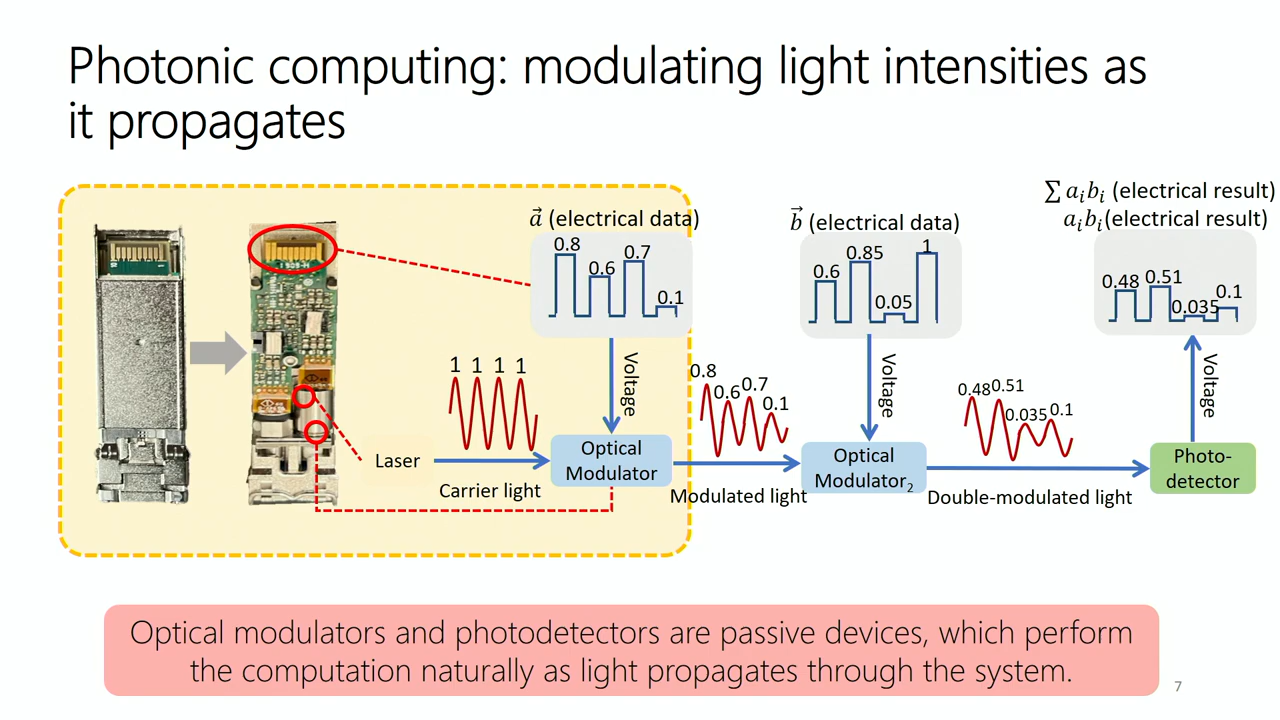 Photonic computing: modulating light intensities as
it propagates
a⃗ (electrical data)
0.8
0.6
0.7
0.1
b⃗ (electrical data)
0.6
0.85
0.05
1
∑ aᵢbᵢ (electrical result)
aᵢbᵢ(electrical result)
0.48
0.51
0.035
0.1
Voltage
Voltage
Voltage
1 1 1 1
0.8
0.6
0.7
0.1
0.48
0.51
0.035
0.1
Laser
Carrier light
Optical
Modulator
Modulated light
Optical
Modulator₂
Double-modulated light
Photo-
detector
Optical modulators and photodetectors are passive devices, which perform
the computation naturally as light propagates through the system.
7